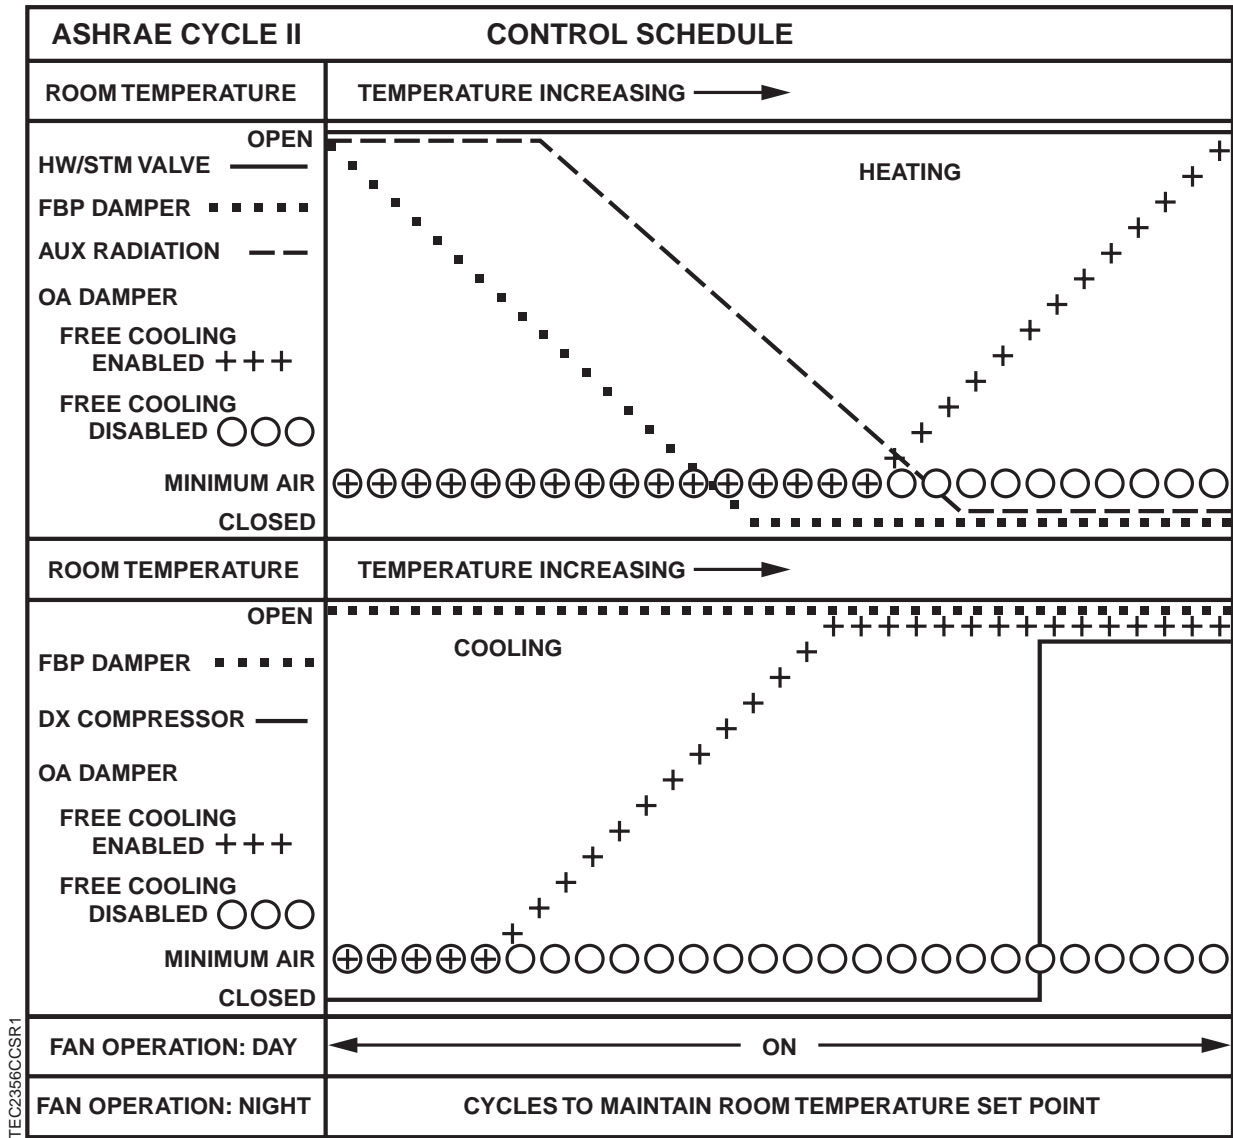 ASHRAE CYCLE II CONTROL SCHEDULE
ROOM TEMPERATURE TEMPERATURE INCREASING
OPEN
HW/STM VALVE
HEATING
FBP DAMPER
AUX RADIATION
OA DAMPER
FREE COOLING
ENABLED
FREE COOLING
DISABLED
MINIMUM AIR
CLOSED
ROOM TEMPERATURE TEMPERATURE INCREASING
OPEN
COOLING
FBP DAMPER
DX COMPRESSOR
OA DAMPER
FREE COOLING
ENABLED
FREE COOLING
DISABLED
MINIMUM AIR
CLOSED
FAN OPERATION: DAY ON
FAN OPERATION: NIGHT CYCLES TO MAINTAIN ROOM TEMPERATURE SET POINT
TEC2356CCSR1